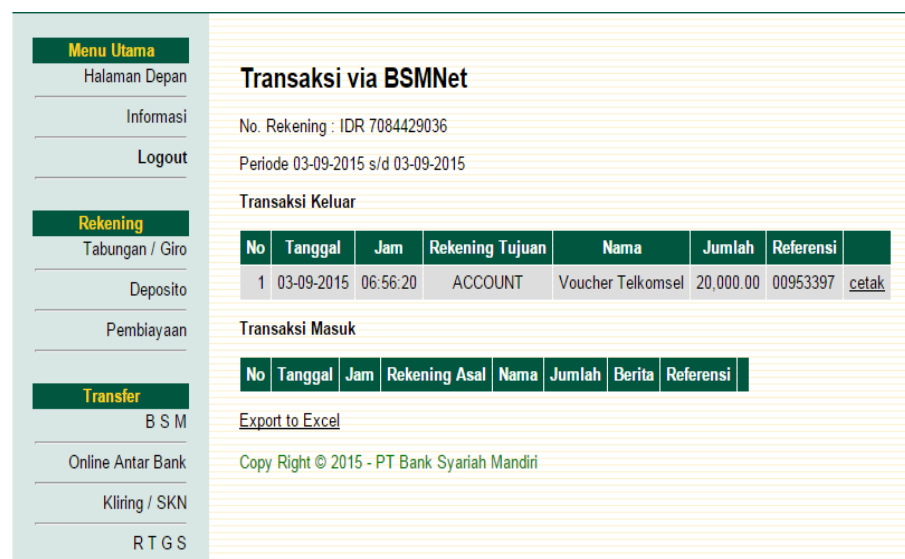 Menu Utama
Halaman Depan
Informasi
Logout
Rekening
Tabungan / Giro
Deposito
Pembiayaan
Transfer
B S M
Online Antar Bank
Kliring / SKN
R T G S
Transaksi via BSMNet
No. Rekening : IDR 7084429036
Periode 03-09-2015 s/d 03-09-2015
Transaksi Keluar
No Tanggal Jam Rekening Tujuan Nama Jumlah Referensi
1 03-09-2015 06:56:20 ACCOUNT Voucher Telkomsel 20,000.00 00953397 cetak
Transaksi Masuk
No Tanggal Jam Rekening Asal Nama Jumlah Berita Referensi
Export to Excel
Copy Right © 2015 - PT Bank Syariah Mandiri